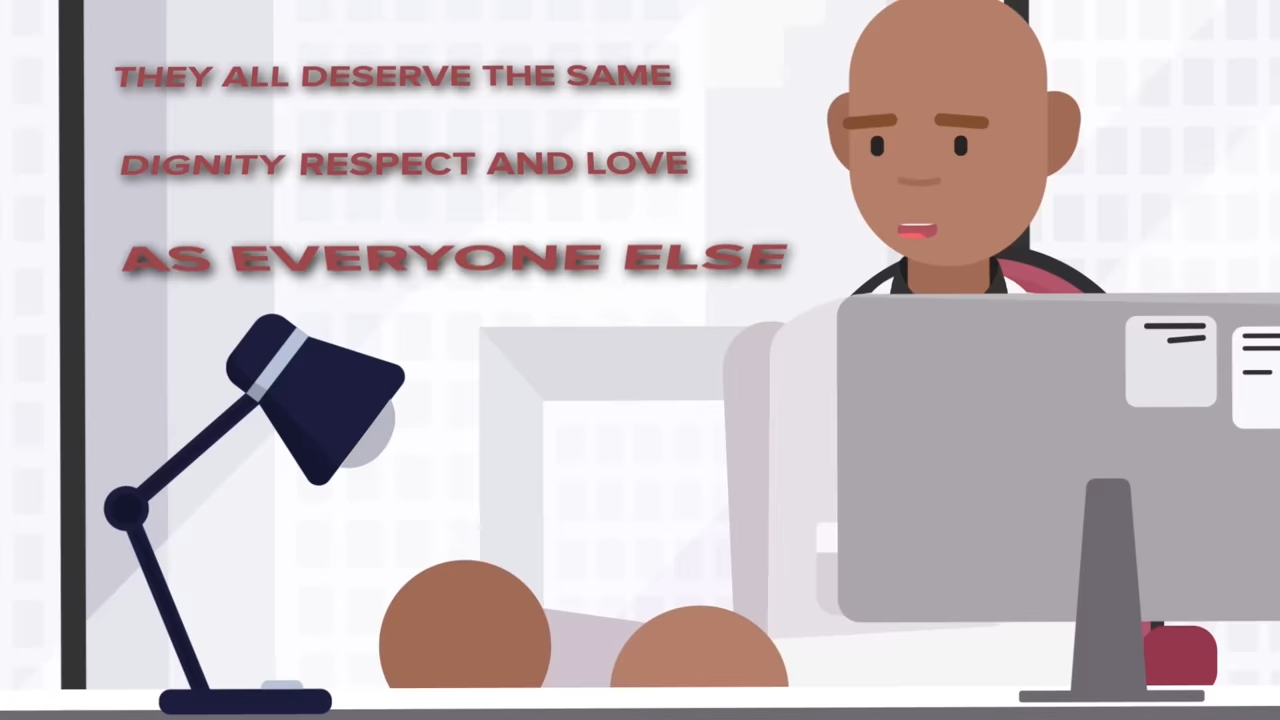 THEY ALL DESERVE THE SAME
DIGNITY RESPECT AND LOVE
AS EVERYONE ELSE